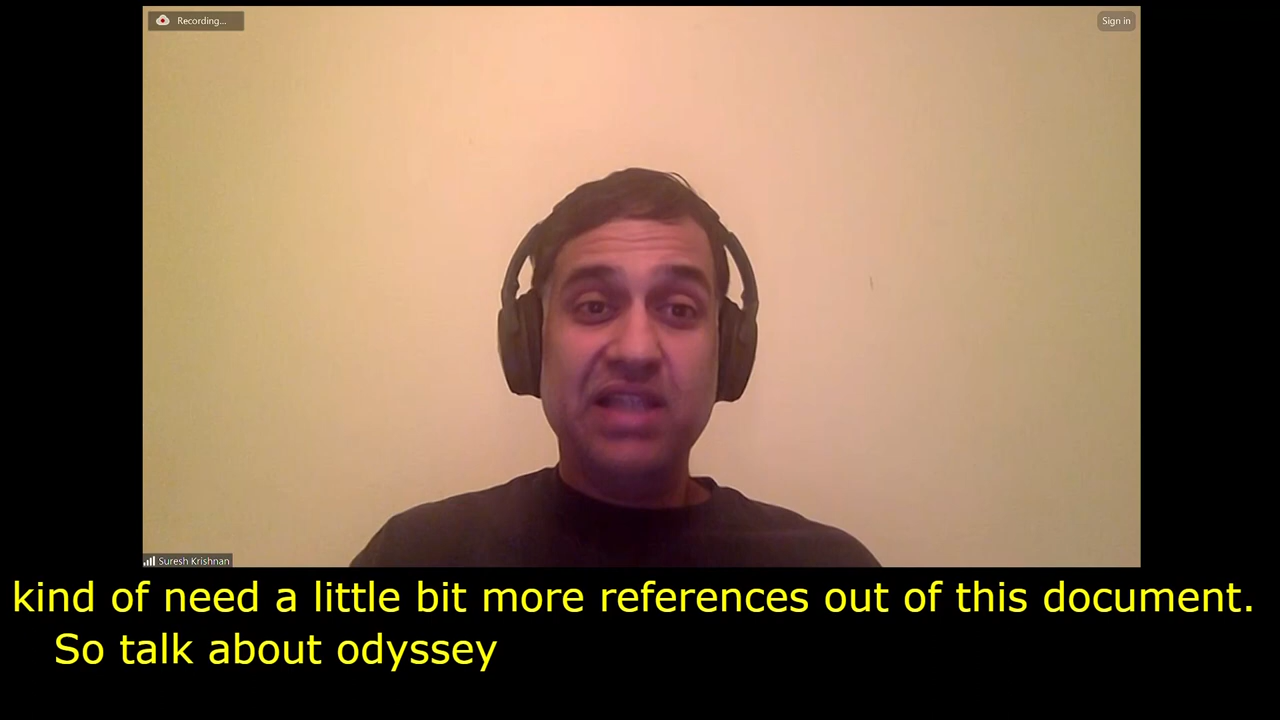 Recording...
Sign in
Suresh Krishnan
kind of need a little bit more references out of this document.
So talk about odyssey